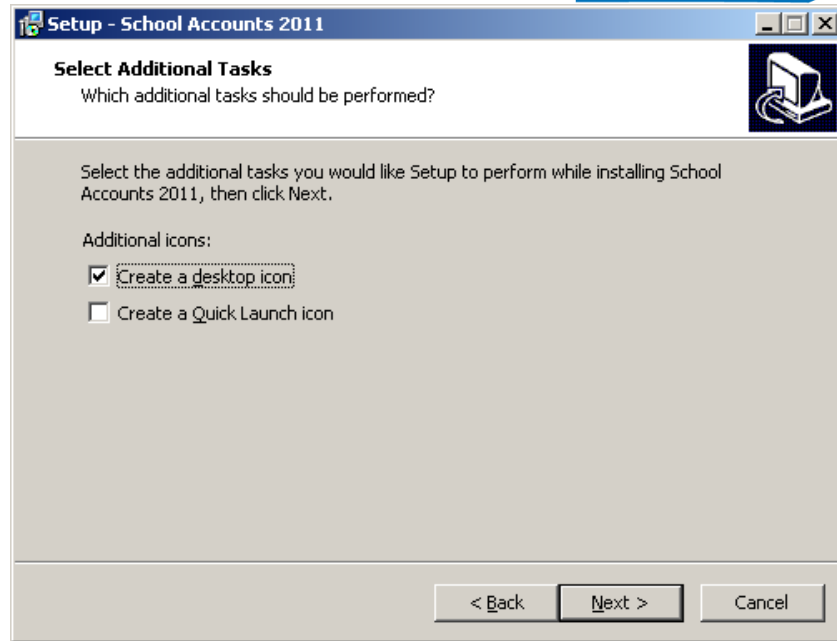 Setup - School Accounts 2011
Select Additional Tasks
Which additional tasks should be performed?
Select the additional tasks you would like Setup to perform while installing School
Accounts 2011, then click Next.
Additional icons:
Create a desktop icon
Create a Quick Launch icon
< Back Next > Cancel